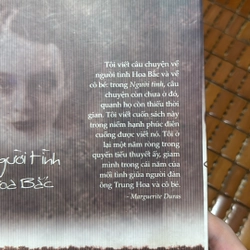 Tôi viết câu chuyện về
người tình Hoa Bắc và về
cô bé: trong Người tình, câu
chuyện còn chưa ở đó,
quanh họ còn thiếu thời
gian. Tôi viết cuốn sách này
trong niềm hạnh phúc điên
cuồng được viết nó. Tôi ở
lại một năm ròng trong
quyển tiểu thuyết ấy, giam
mình trong cái năm của
mối tình giữa người đàn
ông Trung Hoa và cô bé.
– Marguerite Duras
gười tình
oa Bắc